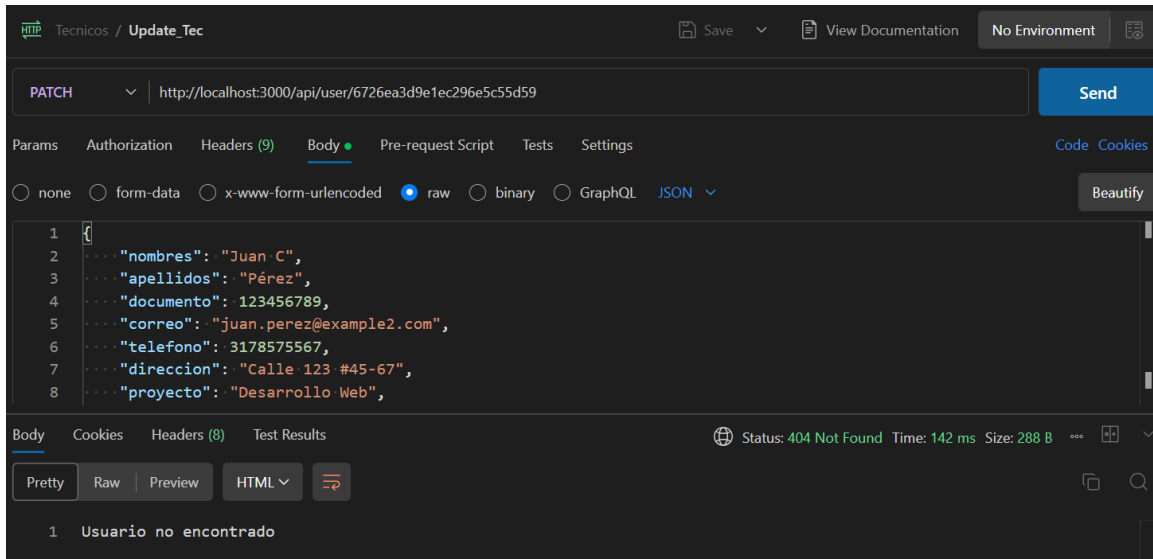 HTTP Tecnicos / Update_Tec Save View Documentation No Environment
PATCH http://localhost:3000/api/user/6726ea3d9e1ec296e5c55d59 Send
Params Authorization Headers (9) Body Pre-request Script Tests Settings Code Cookies
none form-data x-www-form-urlencoded raw binary GraphQL JSON Beautify
1 {
2 "nombres": "Juan C",
3 "apellidos": "Pérez",
4 "documento": 123456789,
5 "correo": "juan.perez@example2.com",
6 "telefono": 3178575567,
7 "direccion": "Calle 123 #45-67",
8 "proyecto": "Desarrollo Web",
Body Cookies Headers (8) Test Results Status: 404 Not Found Time: 142 ms Size: 288 B
Pretty Raw Preview HTML
1 Usuario no encontrado